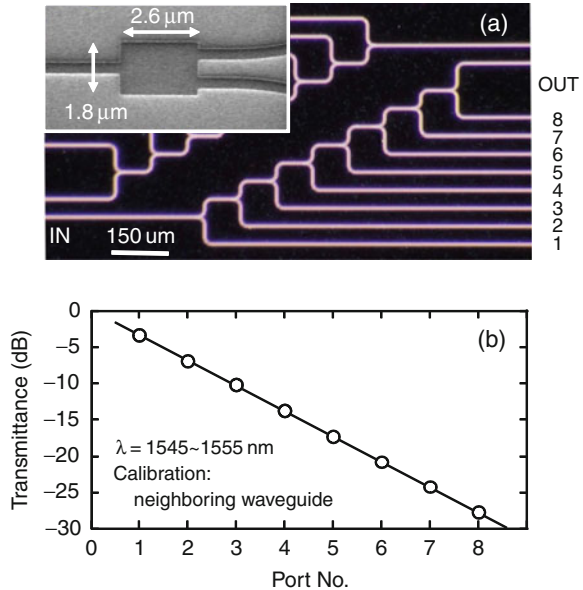 2.6 μm
(a)
1.8 μm
OUT
8
7
6
5
4
3
2
1
IN
150 um
0
−5
−10
−15
−20
−25
−30
Transmittance (dB)
(b)
λ = 1545~1555 nm
Calibration:
neighboring waveguide
0 1 2 3 4 5 6 7 8
Port No.